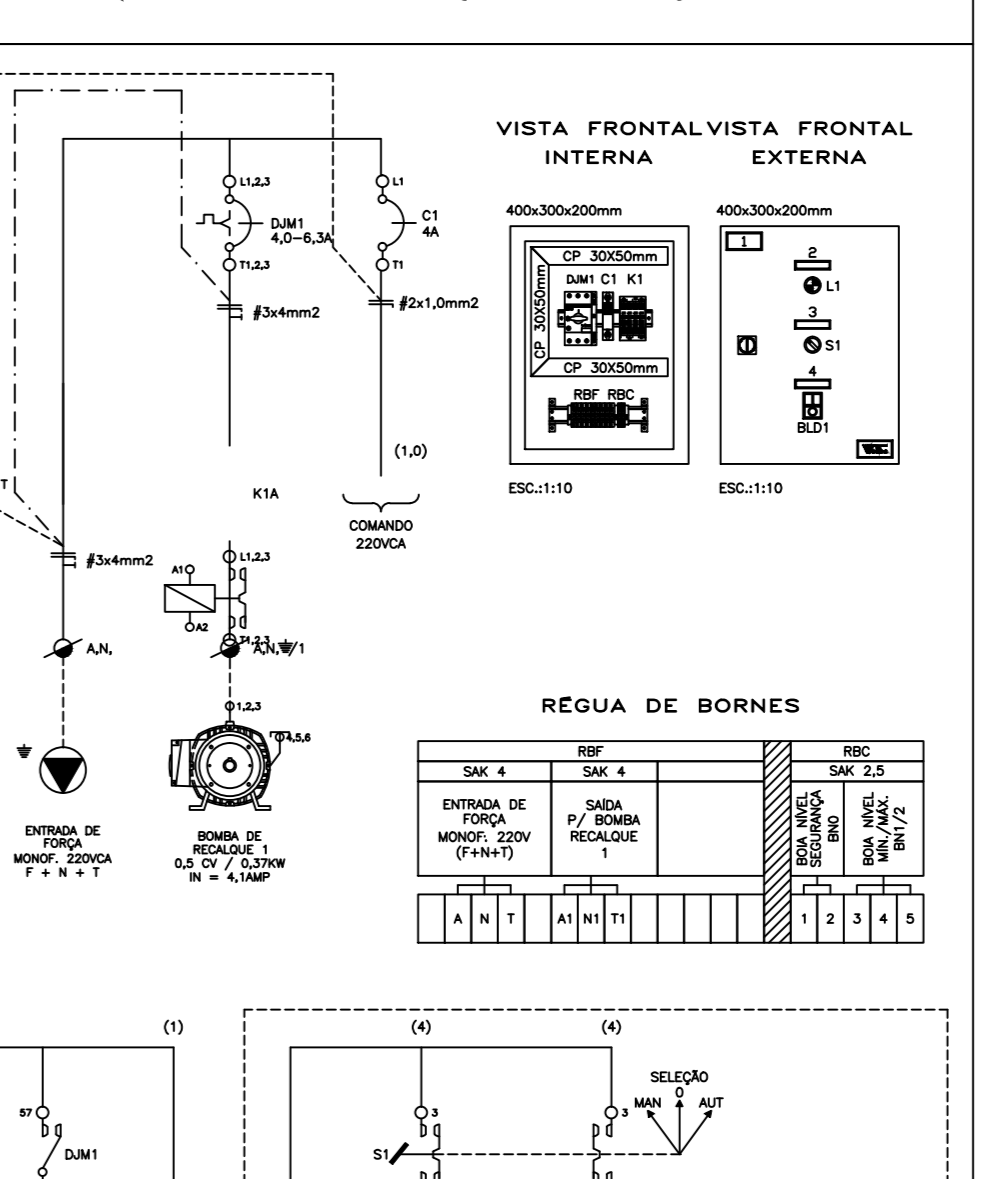 VISTA FRONTAL
INTERNA
VISTA FRONTAL
EXTERNA
L1,2,3
DJM1
4,0-6,3A
T1,2,3
#3x4mm2
L1
C1
4A
T1
#2x1,0mm2
(1,0)
COMANDO
220VCA
400x300x200mm
CP 30X50mm
CP 30X50mm
DJM1 C1 K1
CP 30X50mm
RBF RBC
ESC.:1:10
400x300x200mm
1
2
L1
3
S1
4
BLD1
ESC.:1:10
T
#3x4mm2
A,N,
ENTRADA DE
FORÇA
MONOF. 220VCA
F + N + T
K1A
L1,2,3
A1
A2
T1,2,3
A,N, /1
1,2,3
4,5,6
BOMBA DE
RECALQUE 1
0,5 CV / 0,37KW
IN = 4,1AMP
RÉGUA DE BORNES
RBF RBC
SAK 4 SAK 4 SAK 2,5
ENTRADA DE
FORÇA
MONOF. 220V
(F+N+T)
SAÍDA
P/ BOMBA
RECALQUE
1
BOIA NÍVEL
SEGURANÇA
BN0
BOIA NÍVEL
MÍN./MÁX.
BN1/2
A N T A1 N1 T1 1 2 3 4 5
(1)
57
DJM1
(4) (4)
3
S1
3
SELEÇÃO
MAN 0 AUT